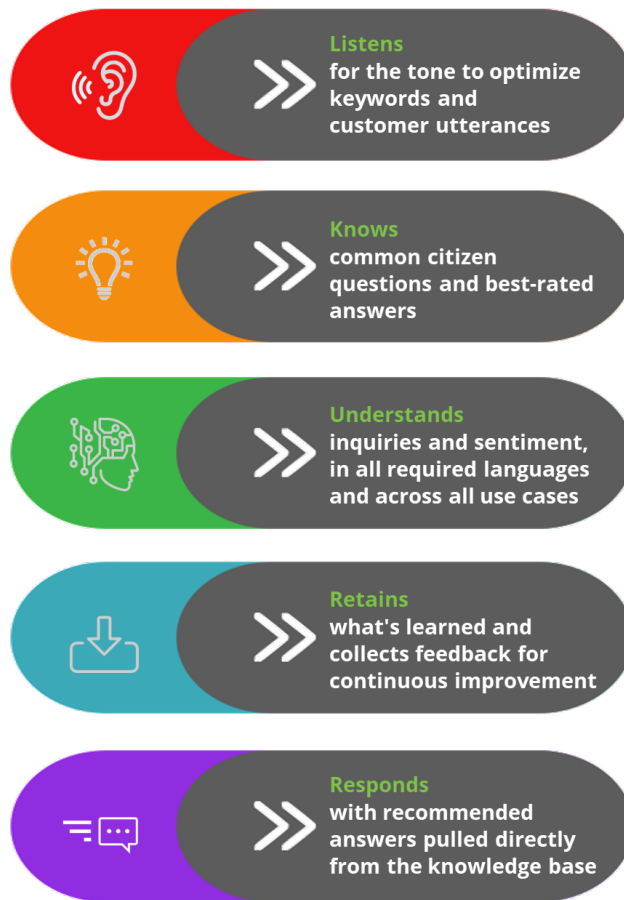 Listens
for the tone to optimize
keywords and
customer utterances
Knows
common citizen
questions and best-rated
answers
Understands
inquiries and sentiment,
in all required languages
and across all use cases
Retains
what's learned and
collects feedback for
continuous improvement
Responds
with recommended
answers pulled directly
from the knowledge base